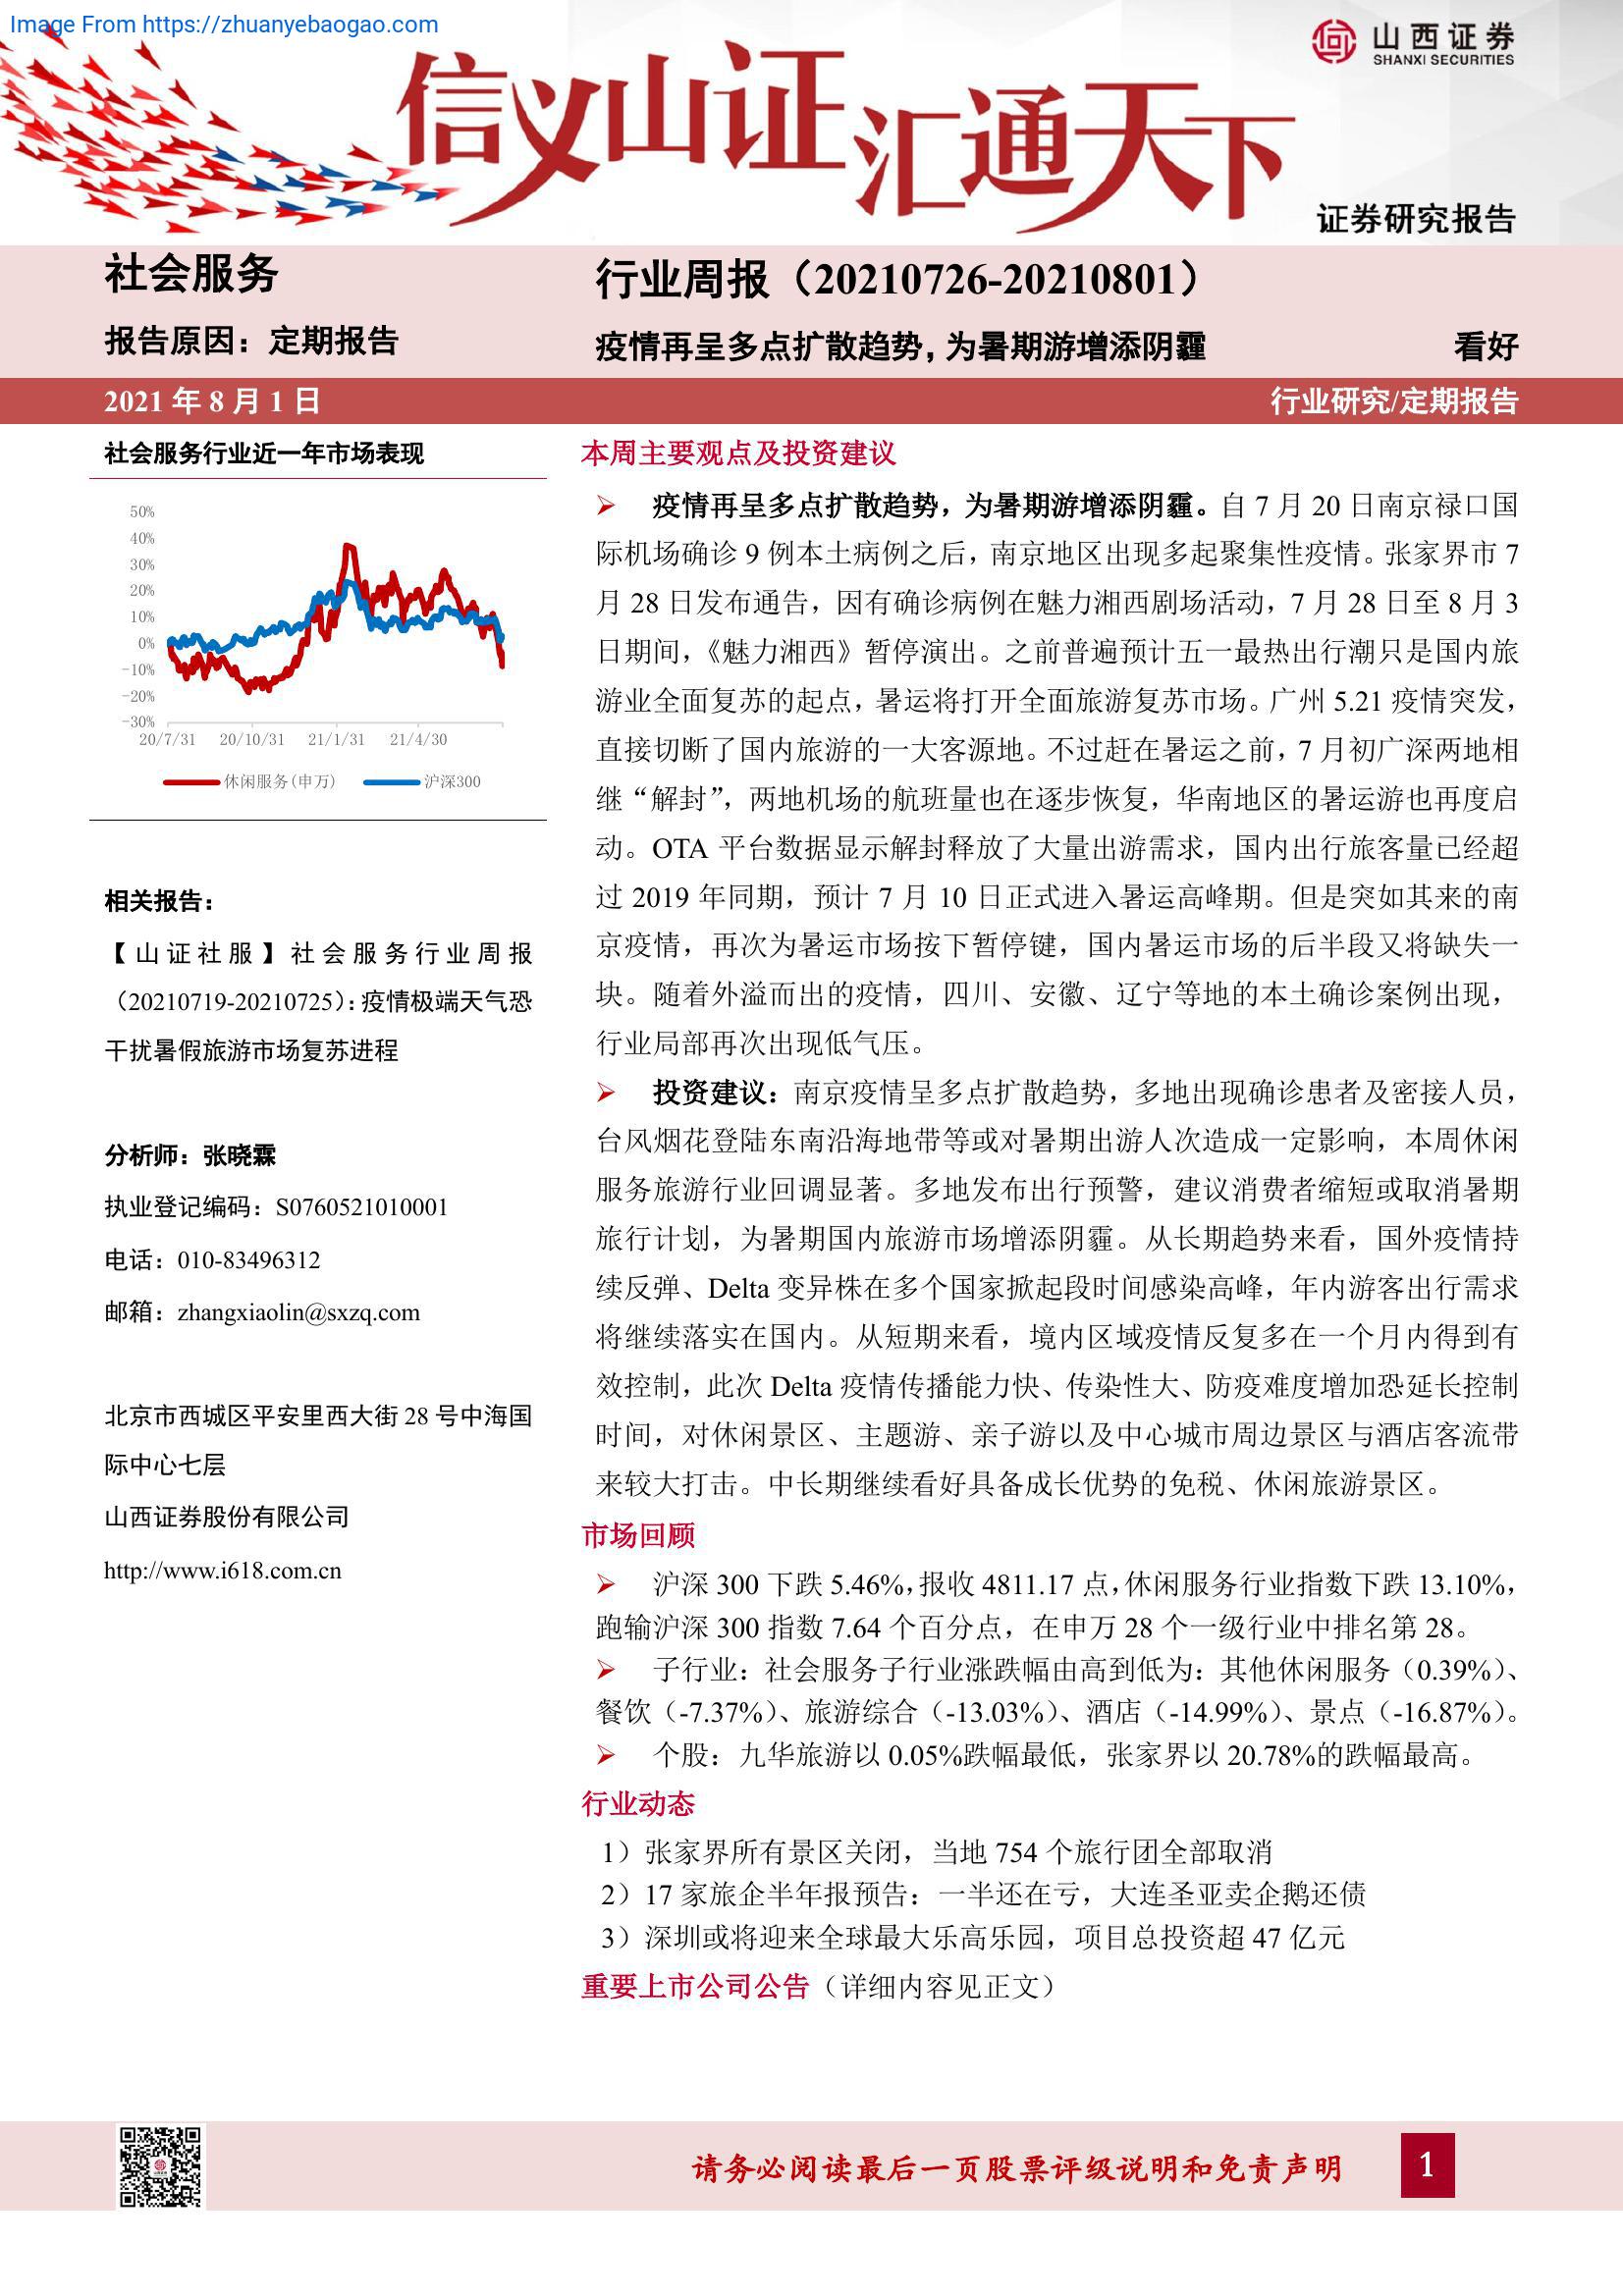 Image From https://zhuanyebaogao.com
山西证券
SHANXI SECURITIES
信义山证汇通天下
证券研究报告
社会服务
报告原因：定期报告
行业周报（20210726-20210801）
疫情再呈多点扩散趋势，为暑期游增添阴霾
看好
2021 年 8 月 1 日
行业研究/定期报告
社会服务行业近一年市场表现
50%
40%
30%
20%
10%
0%
-10%
-20%
-30%
20/7/31 20/10/31 21/1/31 21/4/30
休闲服务(申万) 沪深300
相关报告：
【山证社服】社会服务行业周报
（20210719-20210725）：疫情极端天气恐
干扰暑假旅游市场复苏进程
分析师：张晓霖
执业登记编码：S0760521010001
电话：010-83496312
邮箱：zhangxiaolin@sxzq.com
北京市西城区平安里西大街 28 号中海国
际中心七层
山西证券股份有限公司
http://www.i618.com.cn
本周主要观点及投资建议
➢ 疫情再呈多点扩散趋势，为暑期游增添阴霾。自 7 月 20 日南京禄口国
际机场确诊 9 例本土病例之后，南京地区出现多起聚集性疫情。张家界市 7
月 28 日发布通告，因有确诊病例在魅力湘西剧场活动，7 月 28 日至 8 月 3
日期间，《魅力湘西》暂停演出。之前普遍预计五一最热出行潮只是国内旅
游业全面复苏的起点，暑运将打开全面旅游复苏市场。广州 5.21 疫情突发，
直接切断了国内旅游的一大客源地。不过赶在暑运之前，7 月初广深两地相
继“解封”，两地机场的航班量也在逐步恢复，华南地区的暑运游也再度启
动。OTA 平台数据显示解封释放了大量出游需求，国内出行旅客量已经超
过 2019 年同期，预计 7 月 10 日正式进入暑运高峰期。但是突如其来的南
京疫情，再次为暑运市场按下暂停键，国内暑运市场的后半段又将缺失一
块。随着外溢而出的疫情，四川、安徽、辽宁等地的本土确诊案例出现，
行业局部再次出现低气压。
➢ 投资建议：南京疫情呈多点扩散趋势，多地出现确诊患者及密接人员，
台风烟花登陆东南沿海地带等或对暑期出游人次造成一定影响，本周休闲
服务旅游行业回调显著。多地发布出行预警，建议消费者缩短或取消暑期
旅行计划，为暑期国内旅游市场增添阴霾。从长期趋势来看，国外疫情持
续反弹、Delta 变异株在多个国家掀起段时间感染高峰，年内游客出行需求
将继续落实在国内。从短期来看，境内区域疫情反复多在一个月内得到有
效控制，此次 Delta 疫情传播能力快、传染性大、防疫难度增加恐延长控制
时间，对休闲景区、主题游、亲子游以及中心城市周边景区与酒店客流带
来较大打击。中长期继续看好具备成长优势的免税、休闲旅游景区。
市场回顾
➢ 沪深 300 下跌 5.46%，报收 4811.17 点，休闲服务行业指数下跌 13.10%，
跑输沪深 300 指数 7.64 个百分点，在申万 28 个一级行业中排名第 28。
➢ 子行业：社会服务子行业涨跌幅由高到低为：其他休闲服务（0.39%）、
餐饮（-7.37%）、旅游综合（-13.03%）、酒店（-14.99%）、景点（-16.87%）。
➢ 个股：九华旅游以 0.05%跌幅最低，张家界以 20.78%的跌幅最高。
行业动态
1）张家界所有景区关闭，当地 754 个旅行团全部取消
2）17 家旅企半年报预告：一半还在亏，大连圣亚卖企鹅还债
3）深圳或将迎来全球最大乐高乐园，项目总投资超 47 亿元
重要上市公司公告（详细内容见正文）
请务必阅读最后一页股票评级说明和免责声明
1